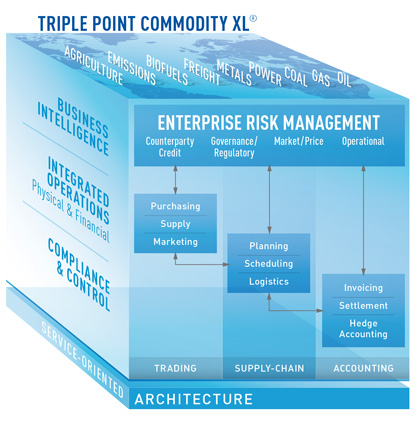 TRIPLE POINT COMMODITY XL®
AGRICULTURE
EMISSIONS
BIOFUELS
FREIGHT
METALS
POWER
COAL
GAS
OIL
BUSINESS
INTELLIGENCE
INTEGRATED
OPERATIONS
Physical & Financial
COMPLIANCE
& CONTROL
ENTERPRISE RISK MANAGEMENT
Counterparty
Credit
Governance/
Regulatory
Market/Price
Operational
Purchasing
Supply
Marketing
Planning
Scheduling
Logistics
Invoicing
Settlement
Hedge
Accounting
TRADING
SUPPLY-CHAIN
ACCOUNTING
SERVICE-ORIENTED
ARCHITECTURE